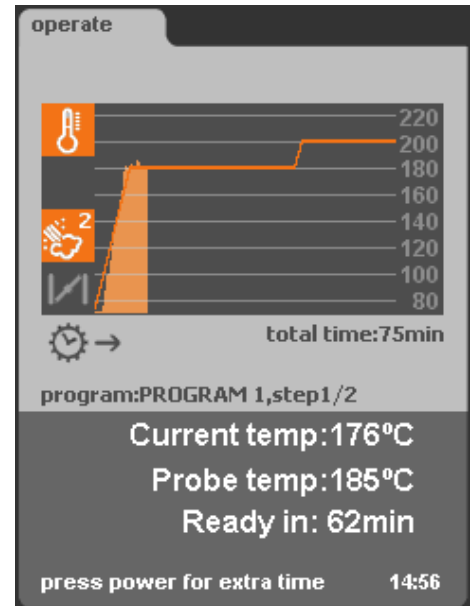 operate
220
200
180
160
2
140
120
100
80
total time:75min
program:PROGRAM 1,step1/2
Current temp:176ºC
Probe temp:185ºC
Ready in: 62min
press power for extra time 14:56